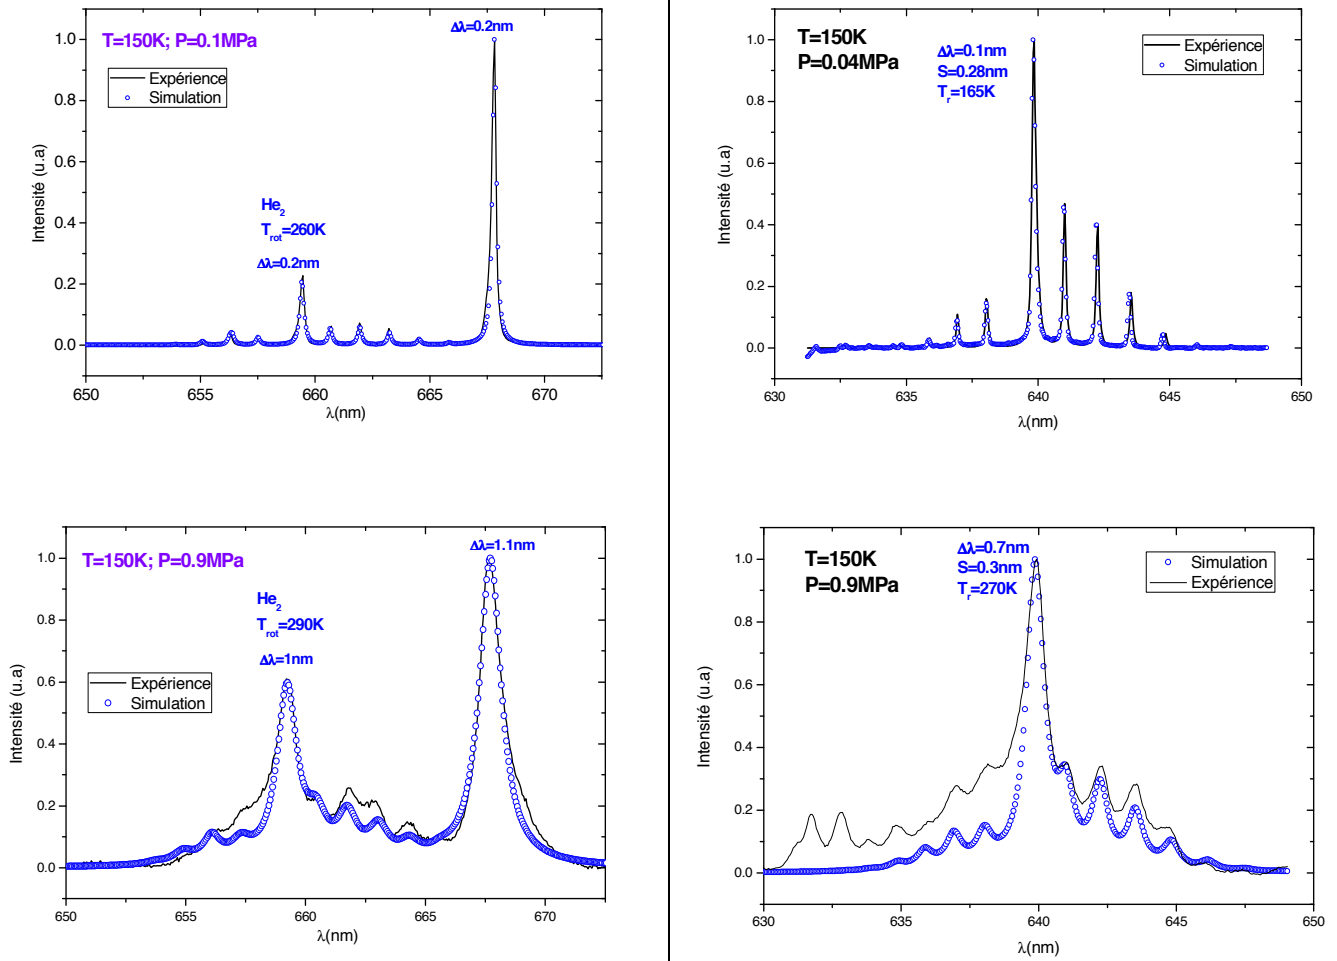 T=150K; P=0.1MPa
Δλ=0.2nm
Expérience
Simulation
He2
Trot=260K
Δλ=0.2nm
Intensité (u.a)
1.0
0.8
0.6
0.4
0.2
0.0
650 655 660 665 670
λ(nm)
T=150K
P=0.04MPa
Δλ=0.1nm
S=0.28nm
Tr=165K
Expérience
Simulation
Intensité (u.a)
1.0
0.8
0.6
0.4
0.2
0.0
630 635 640 645 650
λ(nm)
T=150K; P=0.9MPa
Δλ=1.1nm
He2
Trot=290K
Δλ=1nm
Expérience
Simulation
Intensité (u.a)
1.0
0.8
0.6
0.4
0.2
0.0
650 655 660 665 670
λ(nm)
T=150K
P=0.9MPa
Δλ=0.7nm
S=0.3nm
Tr=270K
Simulation
Expérience
Intensité (u.a)
1.0
0.8
0.6
0.4
0.2
0.0
630 635 640 645 650
λ(nm)